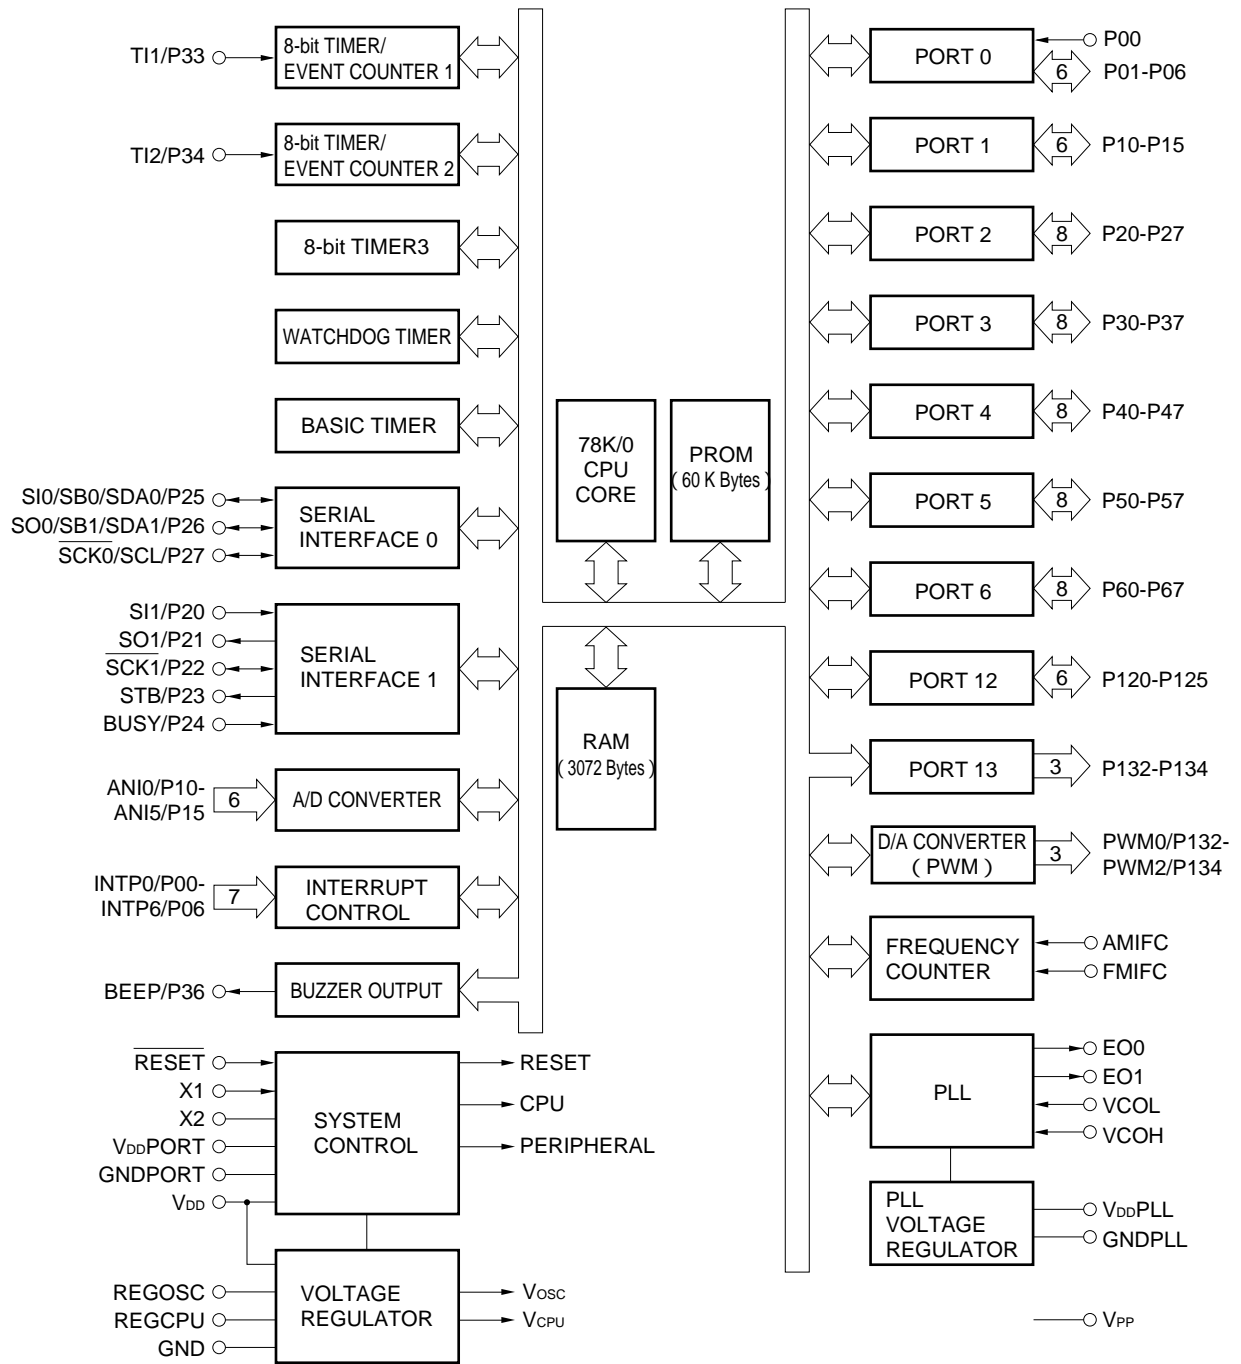 TI1/P33
8-bit TIMER/
EVENT COUNTER 1
TI2/P34
8-bit TIMER/
EVENT COUNTER 2
8-bit TIMER3
WATCHDOG TIMER
BASIC TIMER
SI0/SB0/SDA0/P25
SO0/SB1/SDA1/P26
SCK0/SCL/P27
SERIAL
INTERFACE 0
SI1/P20
SO1/P21
SCK1/P22
STB/P23
BUSY/P24
SERIAL
INTERFACE 1
ANI0/P10-
ANI5/P15
6
A/D CONVERTER
INTP0/P00-
INTP6/P06
7
INTERRUPT
CONTROL
BEEP/P36
BUZZER OUTPUT
RESET
X1
X2
VDDPORT
GNDPORT
VDD
SYSTEM
CONTROL
RESET
CPU
PERIPHERAL
REGOSC
REGCPU
GND
VOLTAGE
REGULATOR
VOSC
VCPU
78K/0
CPU
CORE
PROM
( 60 K Bytes )
RAM
( 3072 Bytes )
PORT 0
P00
6
P01-P06
PORT 1
6
P10-P15
PORT 2
8
P20-P27
PORT 3
8
P30-P37
PORT 4
8
P40-P47
PORT 5
8
P50-P57
PORT 6
8
P60-P67
PORT 12
6
P120-P125
PORT 13
3
P132-P134
D/A CONVERTER
( PWM )
3
PWM0/P132-
PWM2/P134
FREQUENCY
COUNTER
AMIFC
FMIFC
PLL
EO0
EO1
VCOL
VCOH
PLL
VOLTAGE
REGULATOR
VDDPLL
GNDPLL
VPP